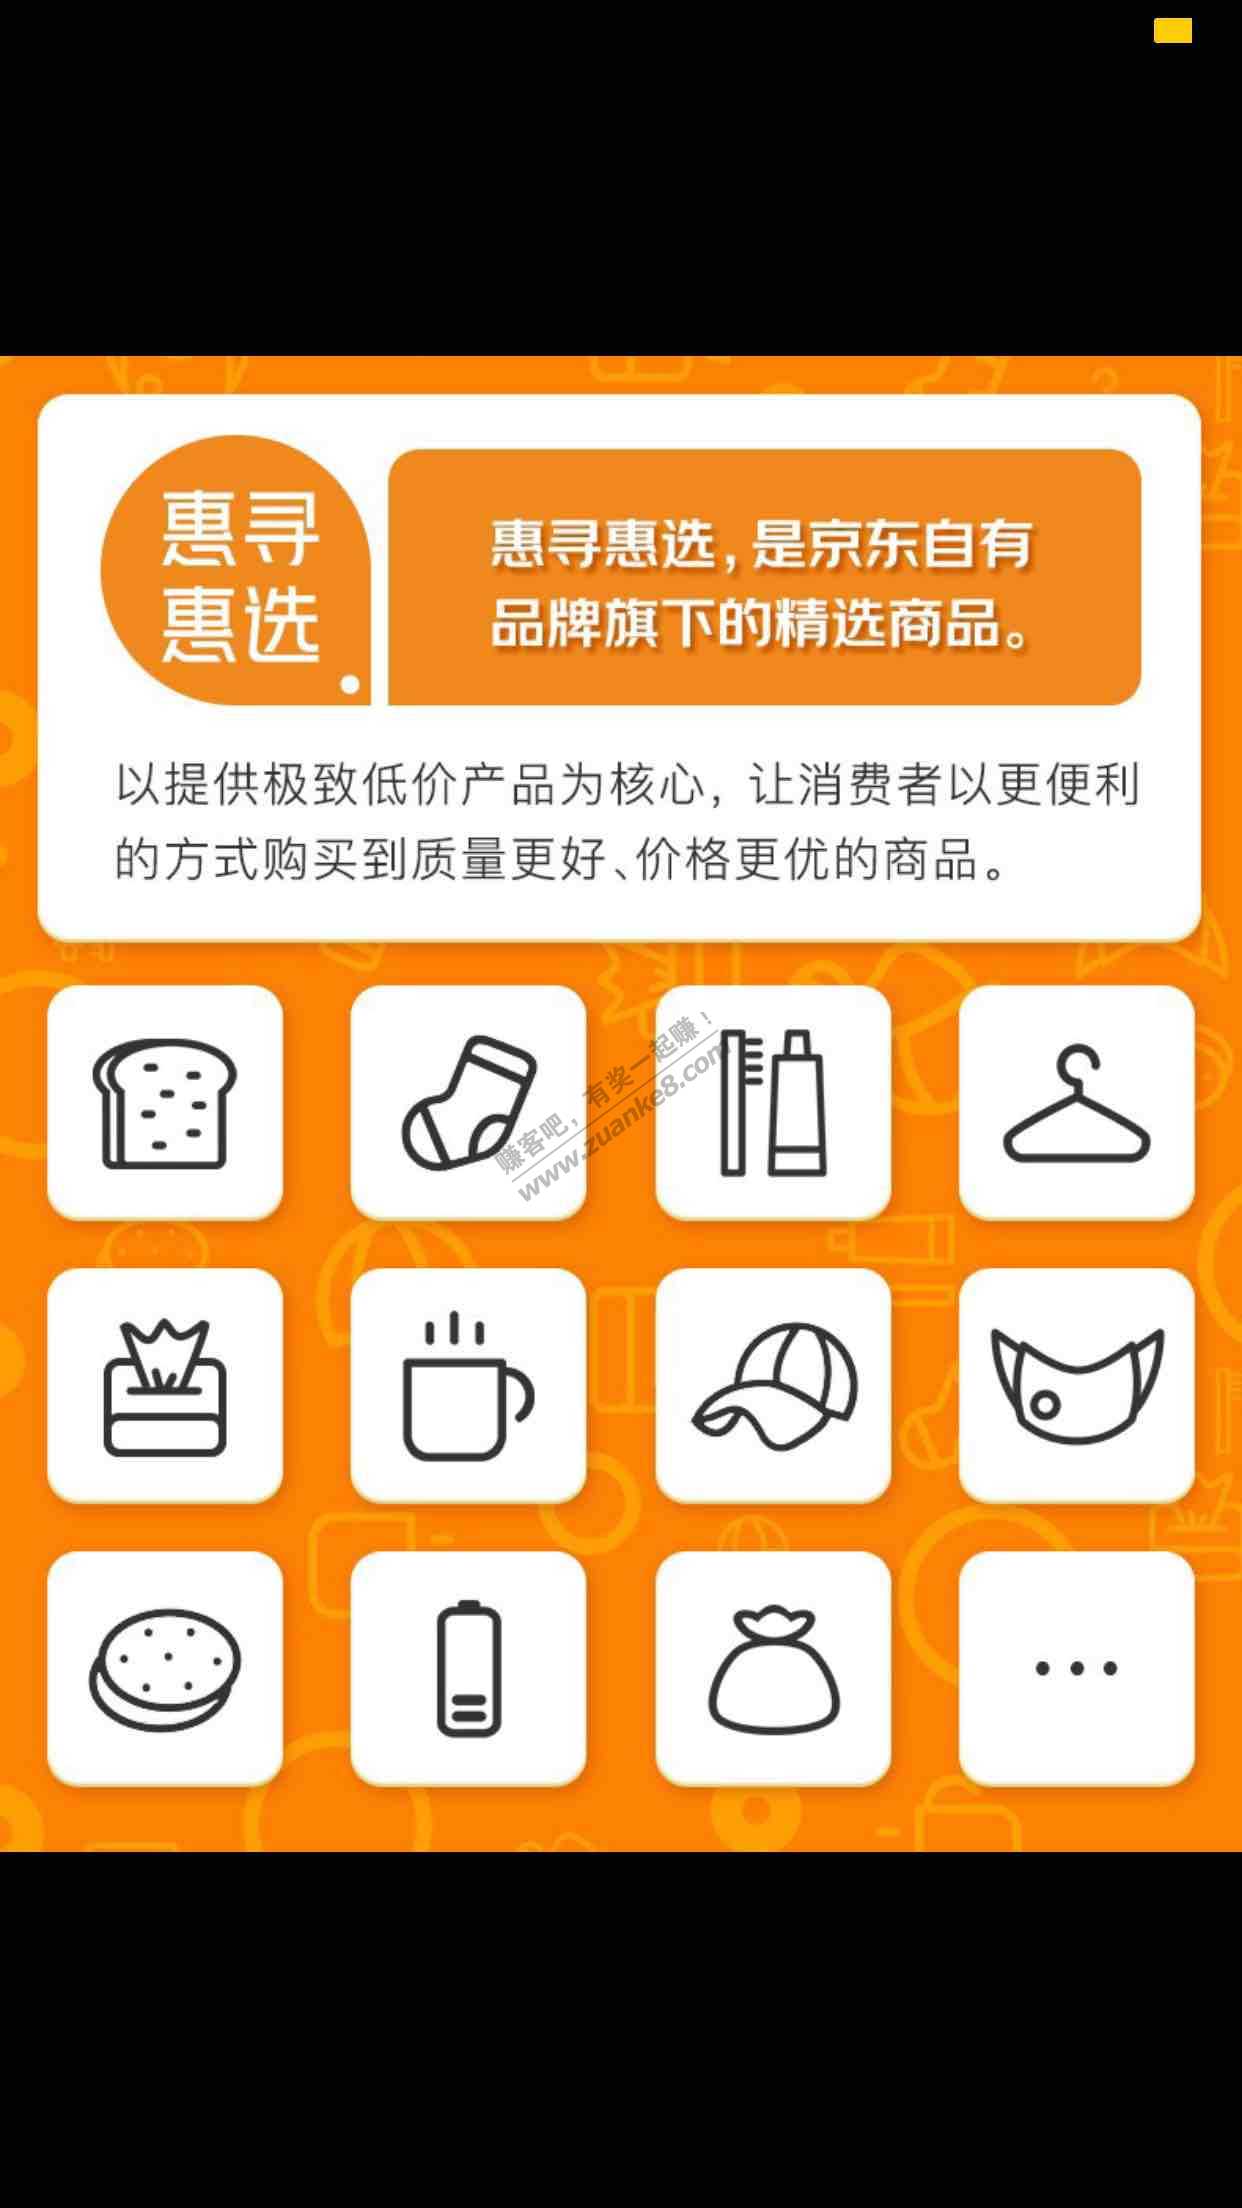 惠寻
惠选
惠寻惠选，是京东自有
品牌旗下的精选商品。
以提供极致低价产品为核心，让消费者以更便利
的方式购买到质量更好、价格更优的商品。
赚客吧，有奖一起赚！
www.zuanke8.com